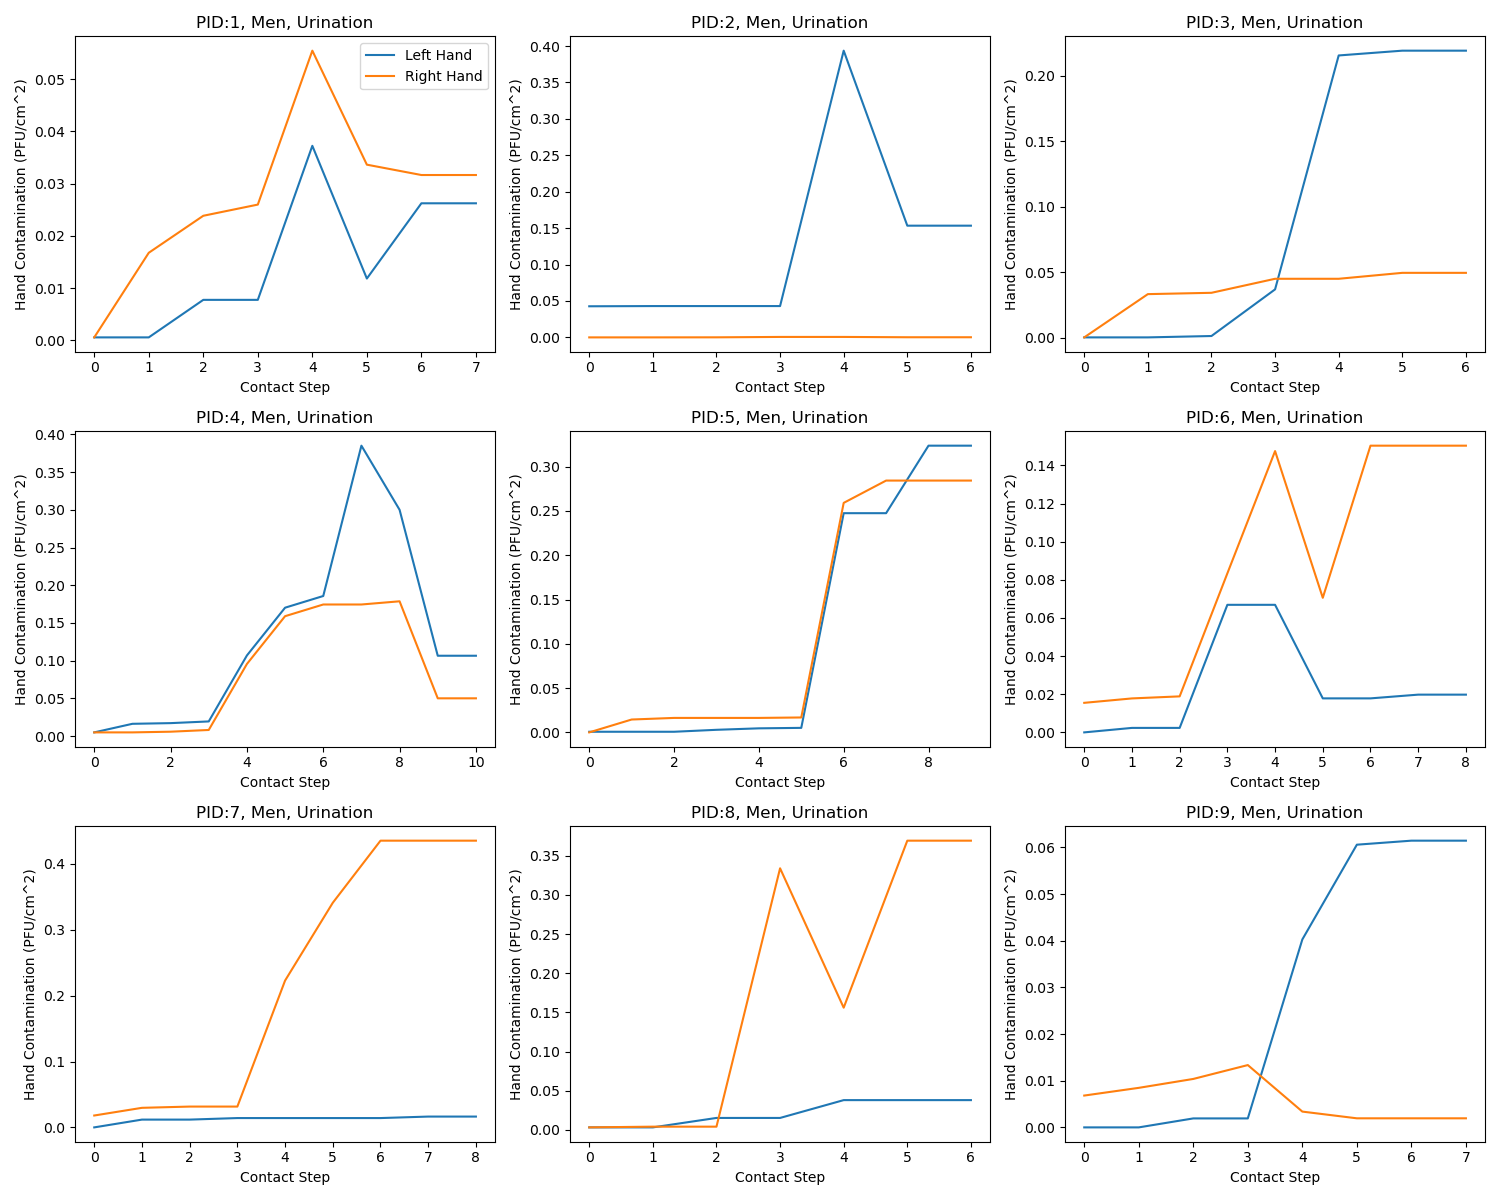 PID:1, Men, Urination
Hand Contamination (PFU/cm^2)
0.05
0.04
0.03
0.02
0.01
0.00
Left Hand
Right Hand
0 1 2 3 4 5 6 7
Contact Step
PID:2, Men, Urination
Hand Contamination (PFU/cm^2)
0.40
0.35
0.30
0.25
0.20
0.15
0.10
0.05
0.00
0 1 2 3 4 5 6
Contact Step
PID:3, Men, Urination
Hand Contamination (PFU/cm^2)
0.20
0.15
0.10
0.05
0.00
0 1 2 3 4 5 6
Contact Step
PID:4, Men, Urination
Hand Contamination (PFU/cm^2)
0.40
0.35
0.30
0.25
0.20
0.15
0.10
0.05
0.00
0 2 4 6 8 10
Contact Step
PID:5, Men, Urination
Hand Contamination (PFU/cm^2)
0.30
0.25
0.20
0.15
0.10
0.05
0.00
0 2 4 6 8
Contact Step
PID:6, Men, Urination
Hand Contamination (PFU/cm^2)
0.14
0.12
0.10
0.08
0.06
0.04
0.02
0.00
0 1 2 3 4 5 6 7 8
Contact Step
PID:7, Men, Urination
Hand Contamination (PFU/cm^2)
0.4
0.3
0.2
0.1
0.0
0 1 2 3 4 5 6 7 8
Contact Step
PID:8, Men, Urination
Hand Contamination (PFU/cm^2)
0.35
0.30
0.25
0.20
0.15
0.10
0.05
0.00
0 1 2 3 4 5 6
Contact Step
PID:9, Men, Urination
Hand Contamination (PFU/cm^2)
0.06
0.05
0.04
0.03
0.02
0.01
0.00
0 1 2 3 4 5 6 7
Contact Step